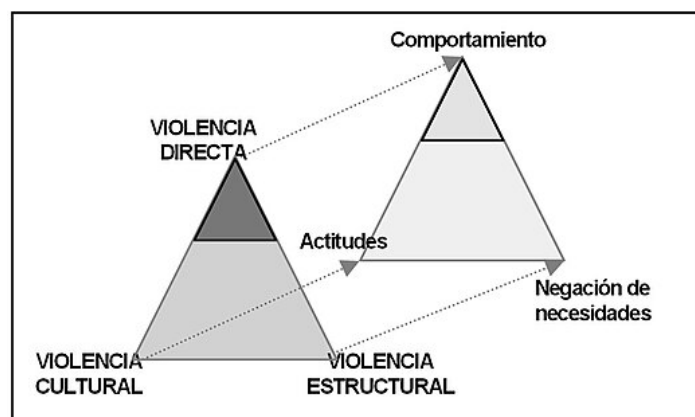 Comportamiento
VIOLENCIA
DIRECTA
Actitudes
Negación de
necesidades
VIOLENCIA
CULTURAL
VIOLENCIA
ESTRUCTURAL